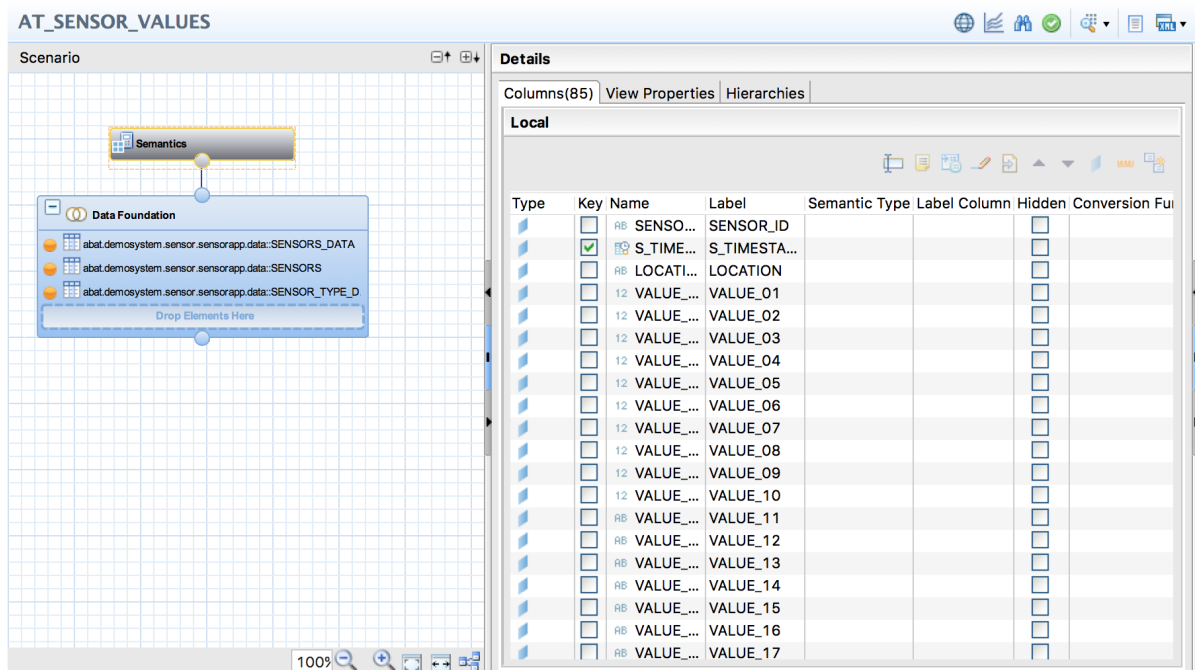 AT_SENSOR_VALUES
Scenario
Semantics
Data Foundation
abat.demosystem.sensor.sensorapp.data::SENSORS_DATA
abat.demosystem.sensor.sensorapp.data::SENSORS
abat.demosystem.sensor.sensorapp.data::SENSOR_TYPE_D
Drop Elements Here
100%
Details
Columns(85) View Properties Hierarchies
Local
Type Key Name Label Semantic Type Label Column Hidden Conversion Fu
AB SENSO... SENSOR_ID
S_TIME... S_TIMESTA...
AB LOCATI... LOCATION
12 VALUE_... VALUE_01
12 VALUE_... VALUE_02
12 VALUE_... VALUE_03
12 VALUE_... VALUE_04
12 VALUE_... VALUE_05
12 VALUE_... VALUE_06
12 VALUE_... VALUE_07
12 VALUE_... VALUE_08
12 VALUE_... VALUE_09
12 VALUE_... VALUE_10
AB VALUE_... VALUE_11
AB VALUE_... VALUE_12
AB VALUE_... VALUE_13
AB VALUE_... VALUE_14
AB VALUE_... VALUE_15
AB VALUE_... VALUE_16
AB VALUE_... VALUE_17